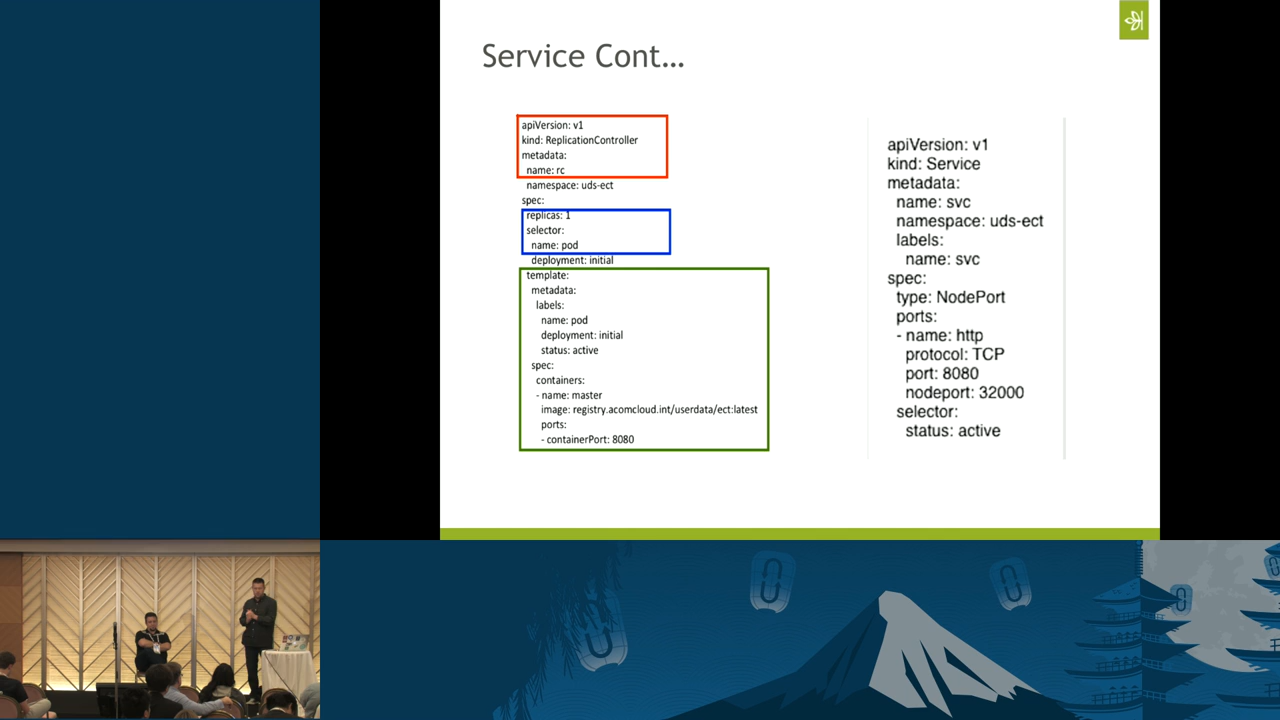 Service Cont...
apiVersion: v1
kind: ReplicationController
metadata:
name: rc
namespace: uds-ect
spec:
replicas: 1
selector:
name: pod
deployment: initial
template:
metadata:
labels:
name: pod
deployment: initial
status: active
spec:
containers:
- name: master
image: registry.acomcloud.int/userdata/ect:latest
ports:
- containerPort: 8080
apiVersion: v1
kind: Service
metadata:
name: svc
namespace: uds-ect
labels:
name: svc
spec:
type: NodePort
ports:
- name: http
protocol: TCP
port: 8080
nodeport: 32000
selector:
status: active